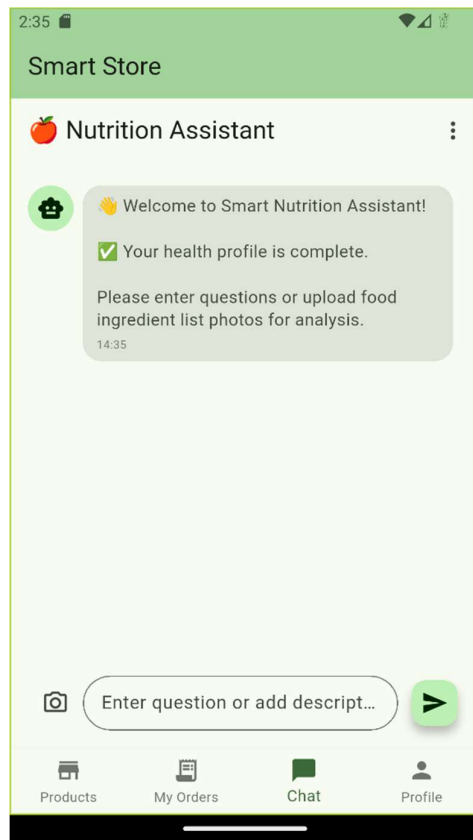 2:35
Smart Store
🍎 Nutrition Assistant
👋 Welcome to Smart Nutrition Assistant!
✅ Your health profile is complete.
Please enter questions or upload food
ingredient list photos for analysis.
14:35
Enter question or add descript...
Products
My Orders
Chat
Profile